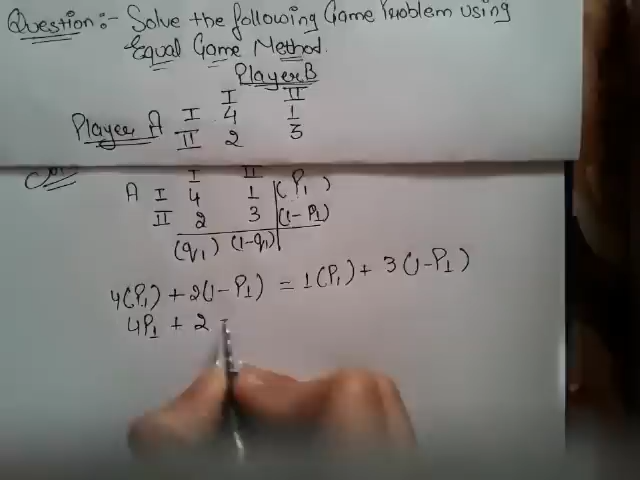 Question:- Solve the following Game Problem using
Equal Game Method.
Player B
I II
Player A I 4 1
II 2 3
I II
A I 4 1 (P1)
II 2 3 (1-P1)
(q1) (1-q1)
4(P1) + 2(1-P1) = 1(P1) + 3(1-P1)
4P1 + 2